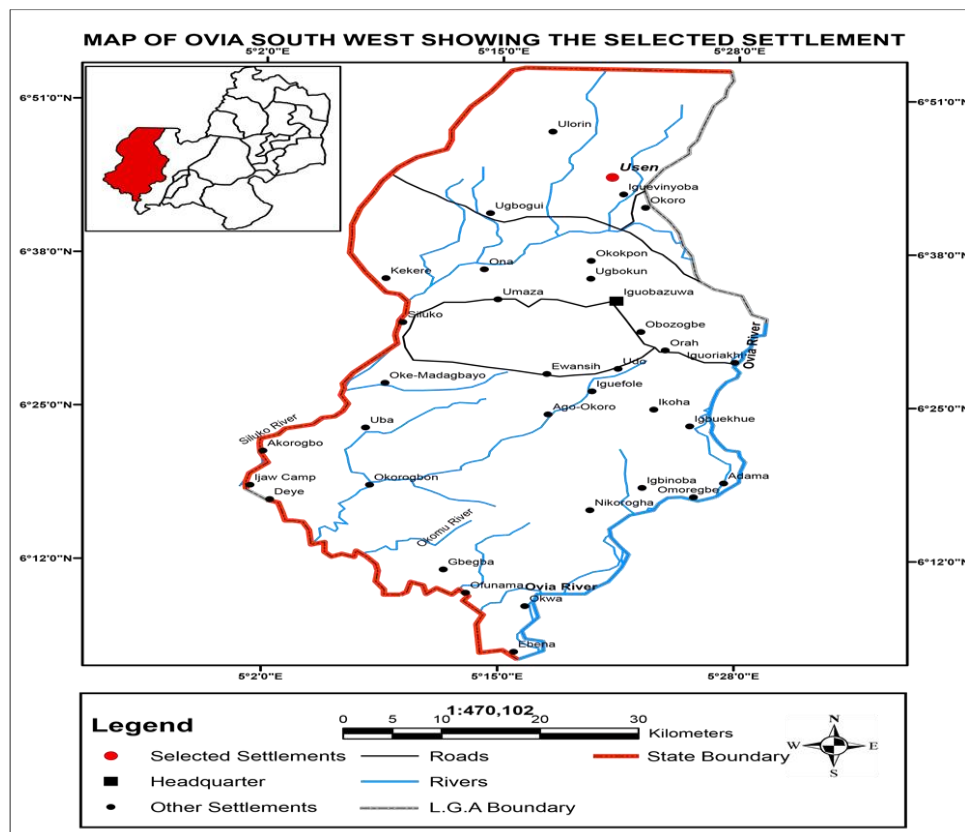 MAP OF OVIA SOUTH WEST SHOWING THE SELECTED SETTLEMENT
5°2'0"E 5°15'0"E 5°28'0"E
6°51'0"N 6°51'0"N
Ulorin
Usen
Iguevinyoba
Okoro
Ugbogui
6°38'0"N 6°38'0"N
Okokpon
Ona
Kekere
Ugbokun
Umaza
Iguobazuwa
Siluko
Obozogbe
Ovia River
Orah
Iguoriakhi
Udo
Ewansih
Oke-Madagbayo
Iguefole
6°25'0"N 6°25'0"N
Ikoha
Ago-Okoro
Uba
Siluko River
Akorogbo
Ijaw Camp
Okorogbon
Adama
Igbinoba
Omoregbe
Deye
Nikorogha
Okomu River
6°12'0"N 6°12'0"N
Gbegba
Ofunama
Ovia River
Okwa
Ebena
5°2'0"E 5°15'0"E 5°28'0"E
Legend
1:470,102
0 5 10 20 30
Kilometers
Selected Settlements
Roads
State Boundary
Headquarter
Rivers
Other Settlements
L.G.A Boundary
N
W E
S